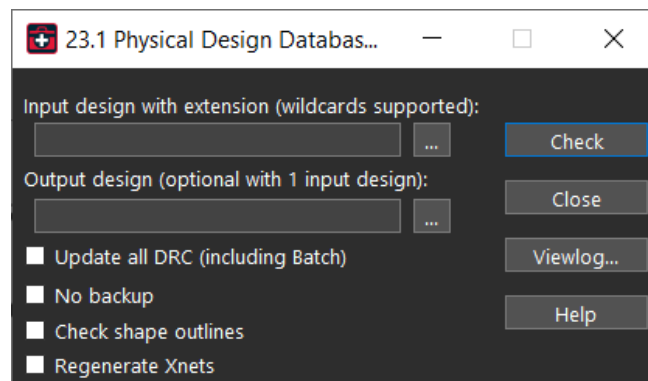 23.1 Physical Design Databas...
Input design with extension (wildcards supported):
...
Check
Output design (optional with 1 input design):
...
Close
Update all DRC (including Batch)
Viewlog...
No backup
Help
Check shape outlines
Regenerate Xnets